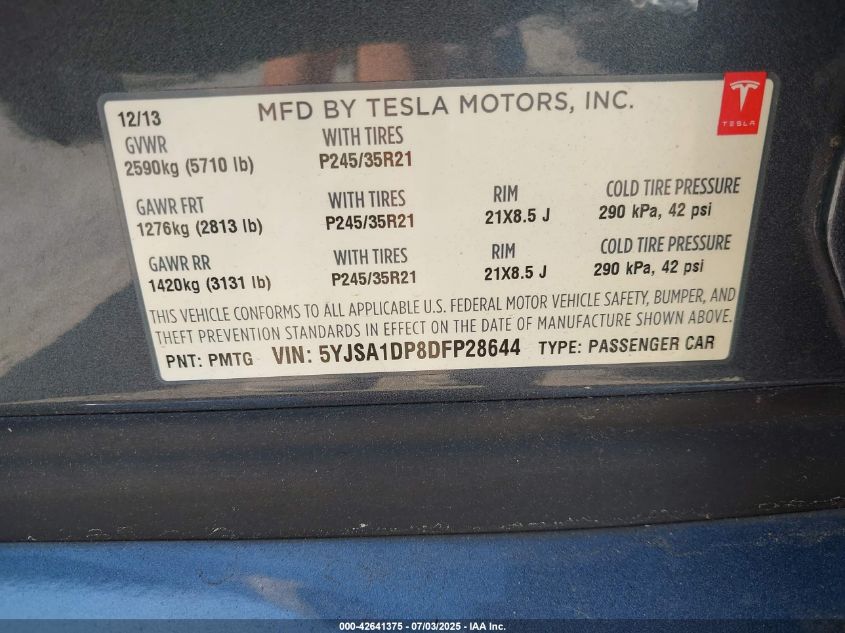 12/13 MFD BY TESLA MOTORS, INC.
TESLA
GVWR WITH TIRES
2590kg (5710 lb) P245/35R21
GAWR FRT WITH TIRES RIM COLD TIRE PRESSURE
1276kg (2813 lb) P245/35R21 21X8.5 J 290 kPa, 42 psi
GAWR RR WITH TIRES RIM COLD TIRE PRESSURE
1420kg (3131 lb) P245/35R21 21X8.5 J 290 kPa, 42 psi
THIS VEHICLE CONFORMS TO ALL APPLICABLE U.S. FEDERAL MOTOR VEHICLE SAFETY, BUMPER, AND
THEFT PREVENTION STANDARDS IN EFFECT ON THE DATE OF MANUFACTURE SHOWN ABOVE.
PNT: PMTG VIN: 5YJSA1DP8DFP28644 TYPE: PASSENGER CAR
000-42641375 - 07/03/2025 - IAA Inc.